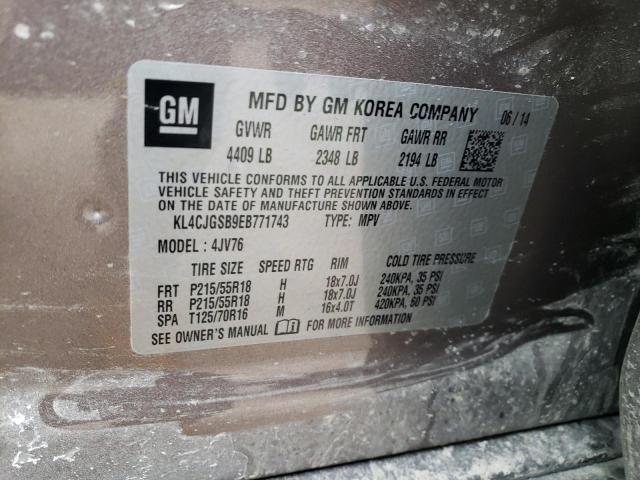 GM
MFD BY GM KOREA COMPANY 06/14
GVWR GAWR FRT GAWR RR
4409 LB 2348 LB 2194 LB
THIS VEHICLE CONFORMS TO ALL APPLICABLE U.S. FEDERAL MOTOR
VEHICLE SAFETY AND THEFT PREVENTION STANDARDS IN EFFECT
ON THE DATE OF MANUFACTURE SHOWN ABOVE.
KL4CJGSB9EB771743 TYPE: MPV
MODEL: 4JV76
TIRE SIZE SPEED RTG RIM COLD TIRE PRESSURE
FRT P215/55R18 H 18x7.0J 240KPA, 35 PSI
RR P215/55R18 H 18x7.0J 240KPA, 35 PSI
SPA T125/70R16 M 16x4.0T 420KPA, 60 PSI
SEE OWNER'S MANUAL FOR MORE INFORMATION